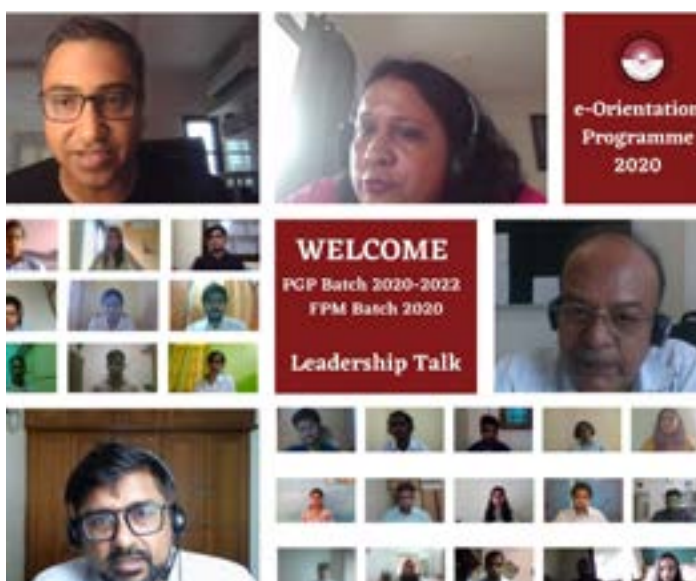 e-Orientation
Programme
2020
WELCOME
PGP Batch 2020-2022
FPM Batch 2020
Leadership Talk